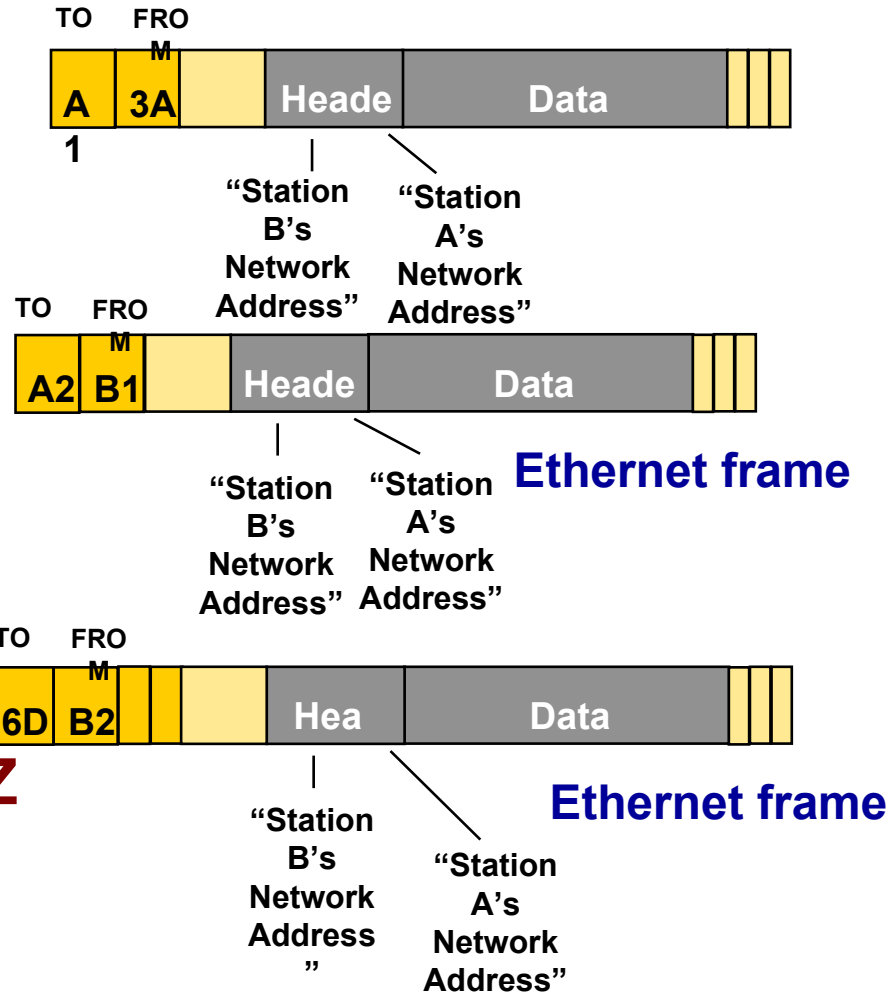 TO FRO
M
A 3A Heade Data
1
“Station “Station
B’s A’s
Network Network
Address” Address”
TO FRO
M
A2 B1 Heade Data
Ethernet frame
“Station “Station
B’s A’s
Network Network
Address” Address”
TO FRO
M
6D B2 Hea Data
Z
Ethernet frame
“Station
B’s
Network
Address
”
“Station
A’s
Network
Address”